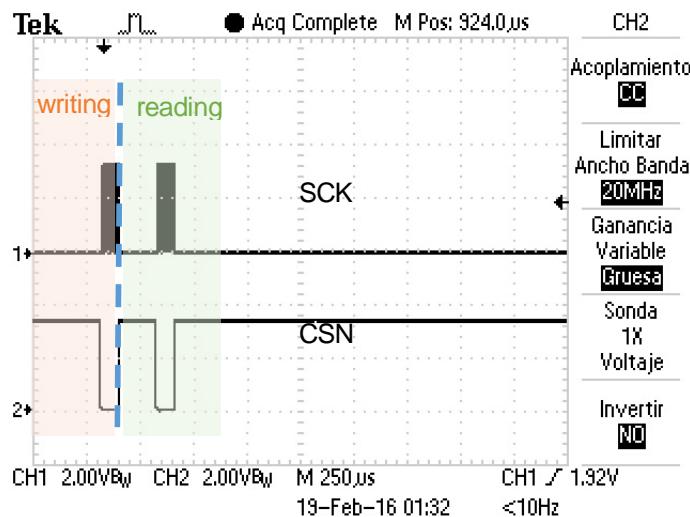 Tek Acq Complete M Pos: 924.0us CH2
Acoplamiento
CC
writing reading
Limitar
Ancho Banda
20MHz
SCK
Ganancia
Variable
Gruesa
1
CSN
Sonda
1X
Voltaje
2
Invertir
NO
CH1 2.00VBw CH2 2.00VBw M 250us CH1 1.92V
19-Feb-16 01:32 <10Hz